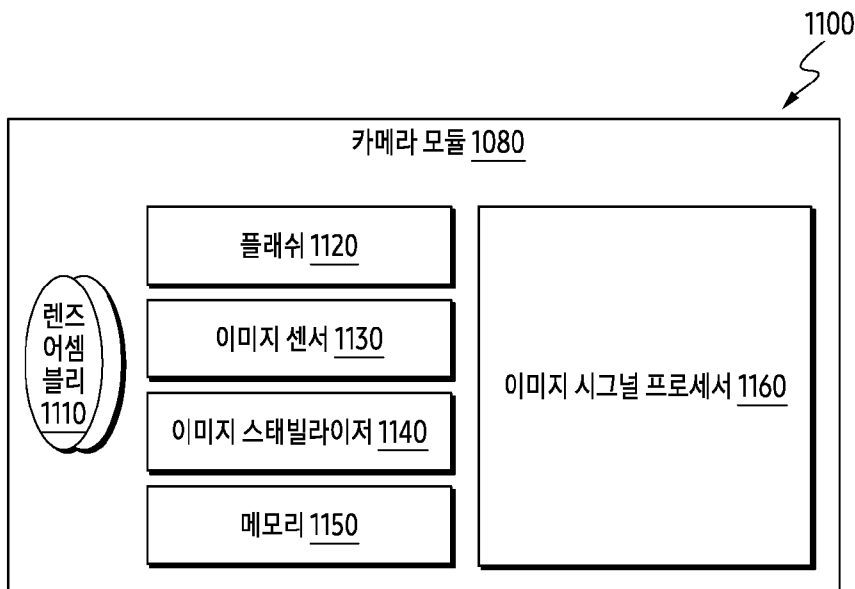 1100
카메라 모듈 1080
렌즈
어셈
블리
1110
플래쉬 1120
이미지 센서 1130
이미지 스태빌라이저 1140
메모리 1150
이미지 시그널 프로세서 1160